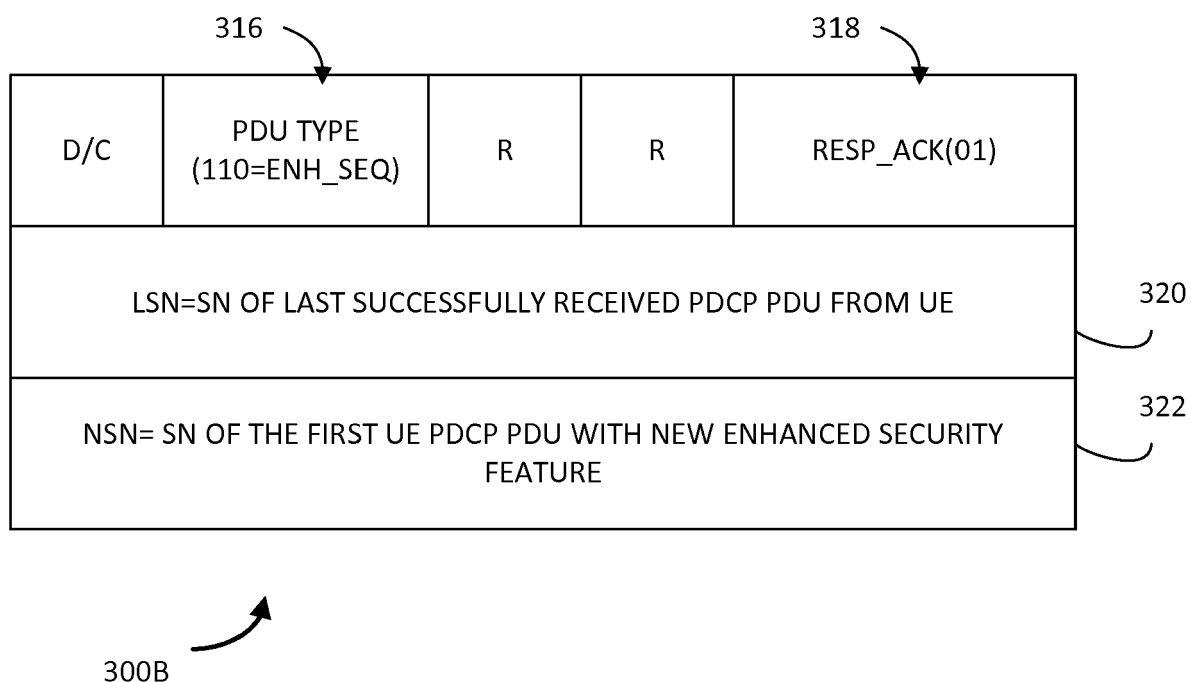 316
318
D/C
PDU TYPE
(110=ENH_SEQ)
R
R
RESP_ACK(01)
LSN=SN OF LAST SUCCESSFULLY RECEIVED PDCP PDU FROM UE
320
NSN= SN OF THE FIRST UE PDCP PDU WITH NEW ENHANCED SECURITY
FEATURE
322
300B